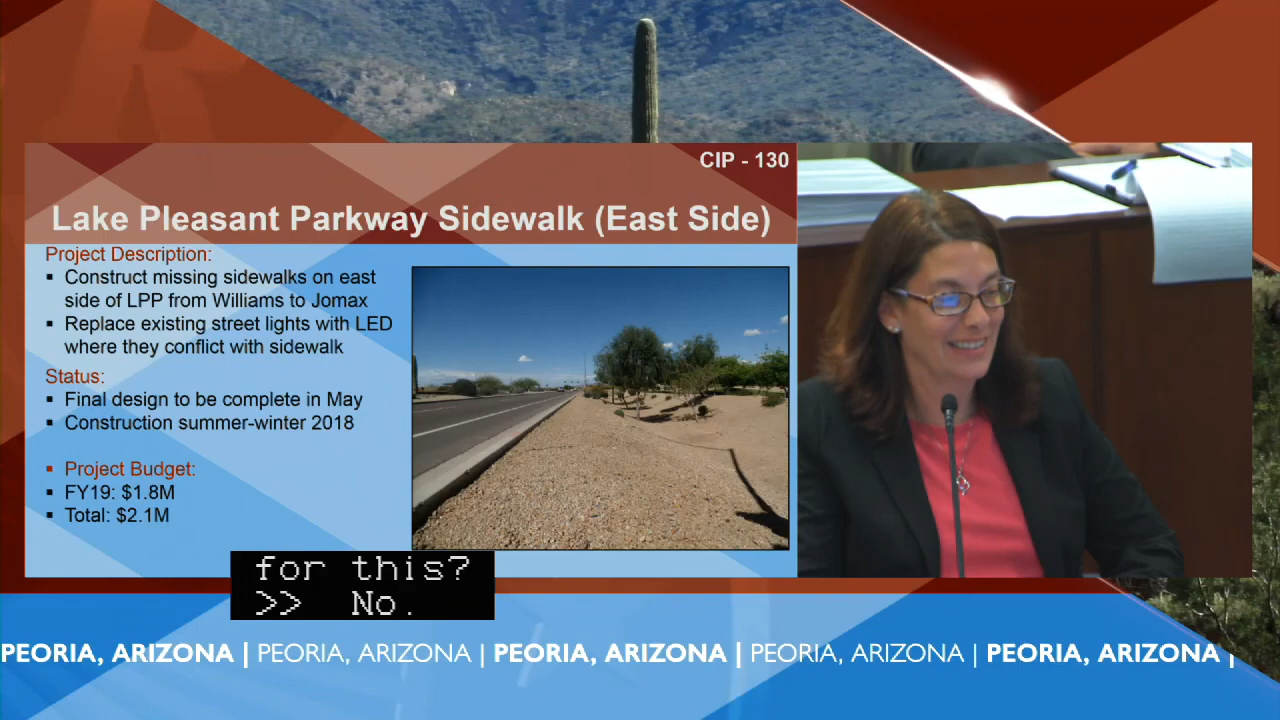 CIP - 130
Lake Pleasant Parkway Sidewalk (East Side)
Project Description:
▪ Construct missing sidewalks on east
side of LPP from Williams to Jomax
▪ Replace existing street lights with LED
where they conflict with sidewalk
Status:
▪ Final design to be complete in May
▪ Construction summer-winter 2018
▪ Project Budget:
▪ FY19: $1.8M
▪ Total: $2.1M
for this?
>> No.
PEORIA, ARIZONA | PEORIA, ARIZONA | PEORIA, ARIZONA | PEORIA, ARIZONA | PEORIA, ARIZONA |